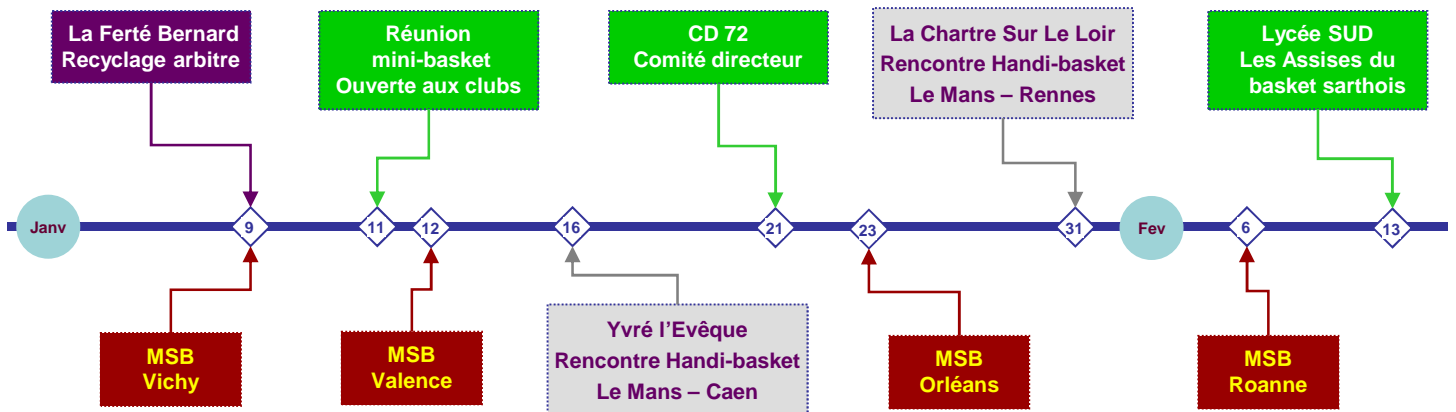 La Ferté Bernard
Recyclage arbitre
Réunion
mini-basket
Ouverte aux clubs
CD 72
Comité directeur
La Chartre Sur Le Loir
Rencontre Handi-basket
Le Mans – Rennes
Lycée SUD
Les Assises du
basket sarthois
Janv
9
11
12
16
21
23
31
Fev
6
13
MSB
Vichy
MSB
Valence
Yvré l’Evêque
Rencontre Handi-basket
Le Mans – Caen
MSB
Orléans
MSB
Roanne